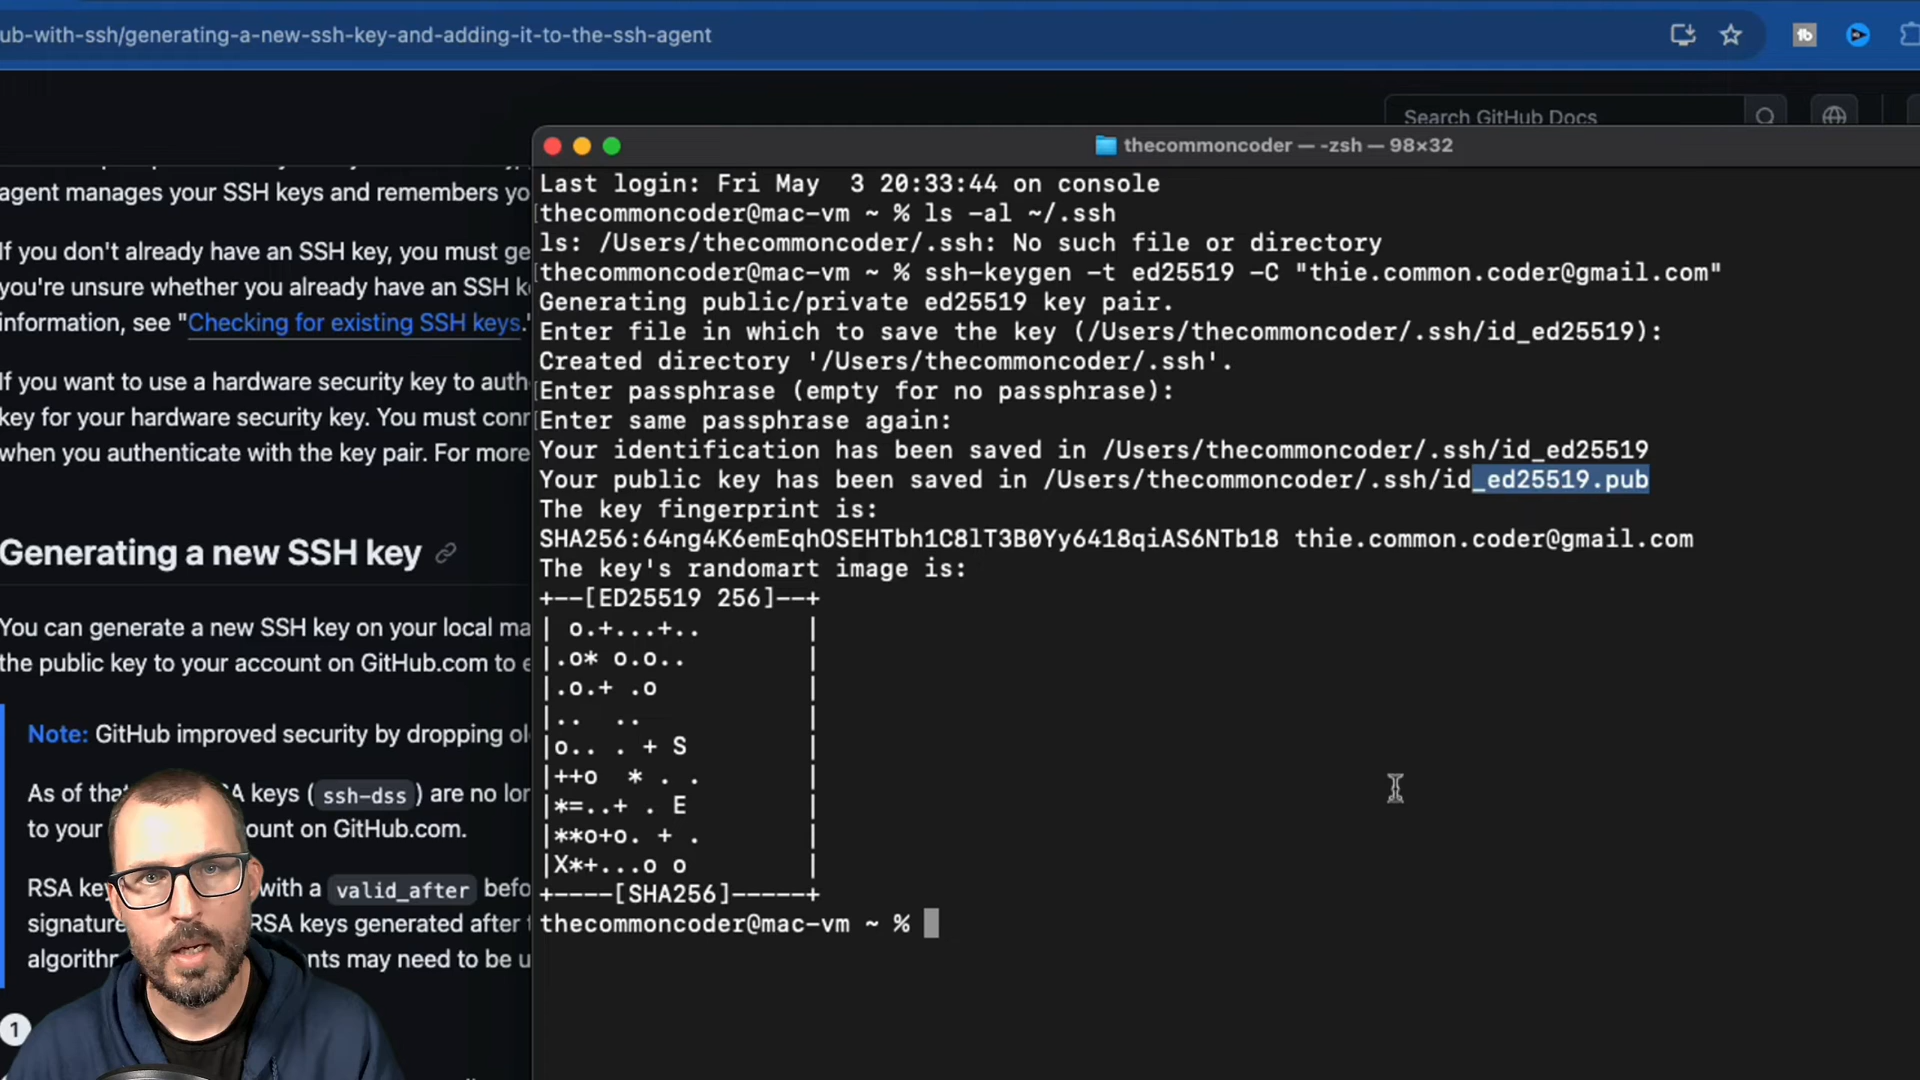 ub-with-ssh/generating-a-new-ssh-key-and-adding-it-to-the-ssh-agent
Search GitHub Docs
agent manages your SSH keys and remembers yo
If you don't already have an SSH key, you must ge
you're unsure whether you already have an SSH k
information, see "Checking for existing SSH keys."
If you want to use a hardware security key to auth
key for your hardware security key. You must conn
when you authenticate with the key pair. For more
Generating a new SSH key
You can generate a new SSH key on your local ma
the public key to your account on GitHub.com to e
Note: GitHub improved security by dropping ol
As of that A keys ( ssh-dss ) are no lon
to your ount on GitHub.com.
RSA key with a valid_after befo
signature RSA keys generated after t
algorithm nts may need to be u
1
thecommoncoder — -zsh — 98×32
Last login: Fri May  3 20:33:44 on console
thecommoncoder@mac-vm ~ % ls -al ~/.ssh
ls: /Users/thecommoncoder/.ssh: No such file or directory
thecommoncoder@mac-vm ~ % ssh-keygen -t ed25519 -C "thie.common.coder@gmail.com"
Generating public/private ed25519 key pair.
Enter file in which to save the key (/Users/thecommoncoder/.ssh/id_ed25519):
Created directory '/Users/thecommoncoder/.ssh'.
Enter passphrase (empty for no passphrase):
Enter same passphrase again:
Your identification has been saved in /Users/thecommoncoder/.ssh/id_ed25519
Your public key has been saved in /Users/thecommoncoder/.ssh/id_ed25519.pub
The key fingerprint is:
SHA256:64ng4K6emEqhOSEHTbh1C8lT3B0Yy6418qiAS6NTb18 thie.common.coder@gmail.com
The key's randomart image is:
+--[ED25519 256]--+
| o.+...+..       |
|.o* o.o..        |
|.o.+ .o          |
|..  ..           |
|o.. . + S        |
|++o  * . .       |
|*=..+ . E        |
|**o+o. + .       |
|X*+...o o        |
+----[SHA256]-----+
thecommoncoder@mac-vm ~ %